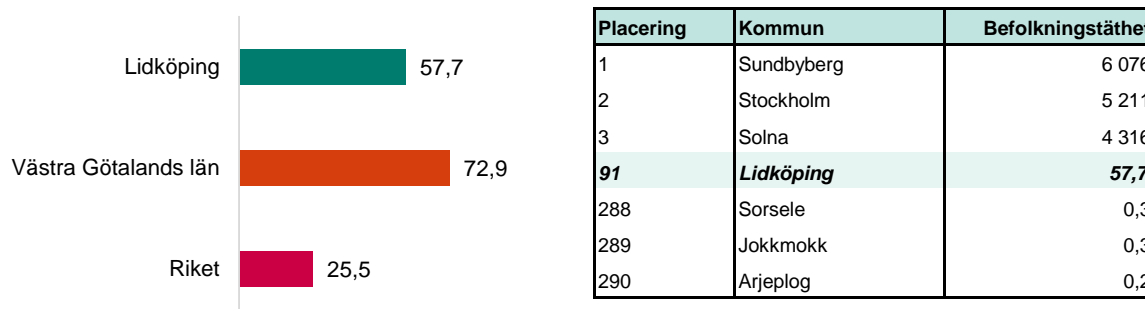 Lidköping 57,7
Västra Götalands län 72,9
Riket 25,5
Placering Kommun Befolkningstäthet
1 Sundbyberg 6 076
2 Stockholm 5 211
3 Solna 4 316
91 Lidköping 57,7
288 Sorsele 0,3
289 Jokkmokk 0,3
290 Arjeplog 0,2